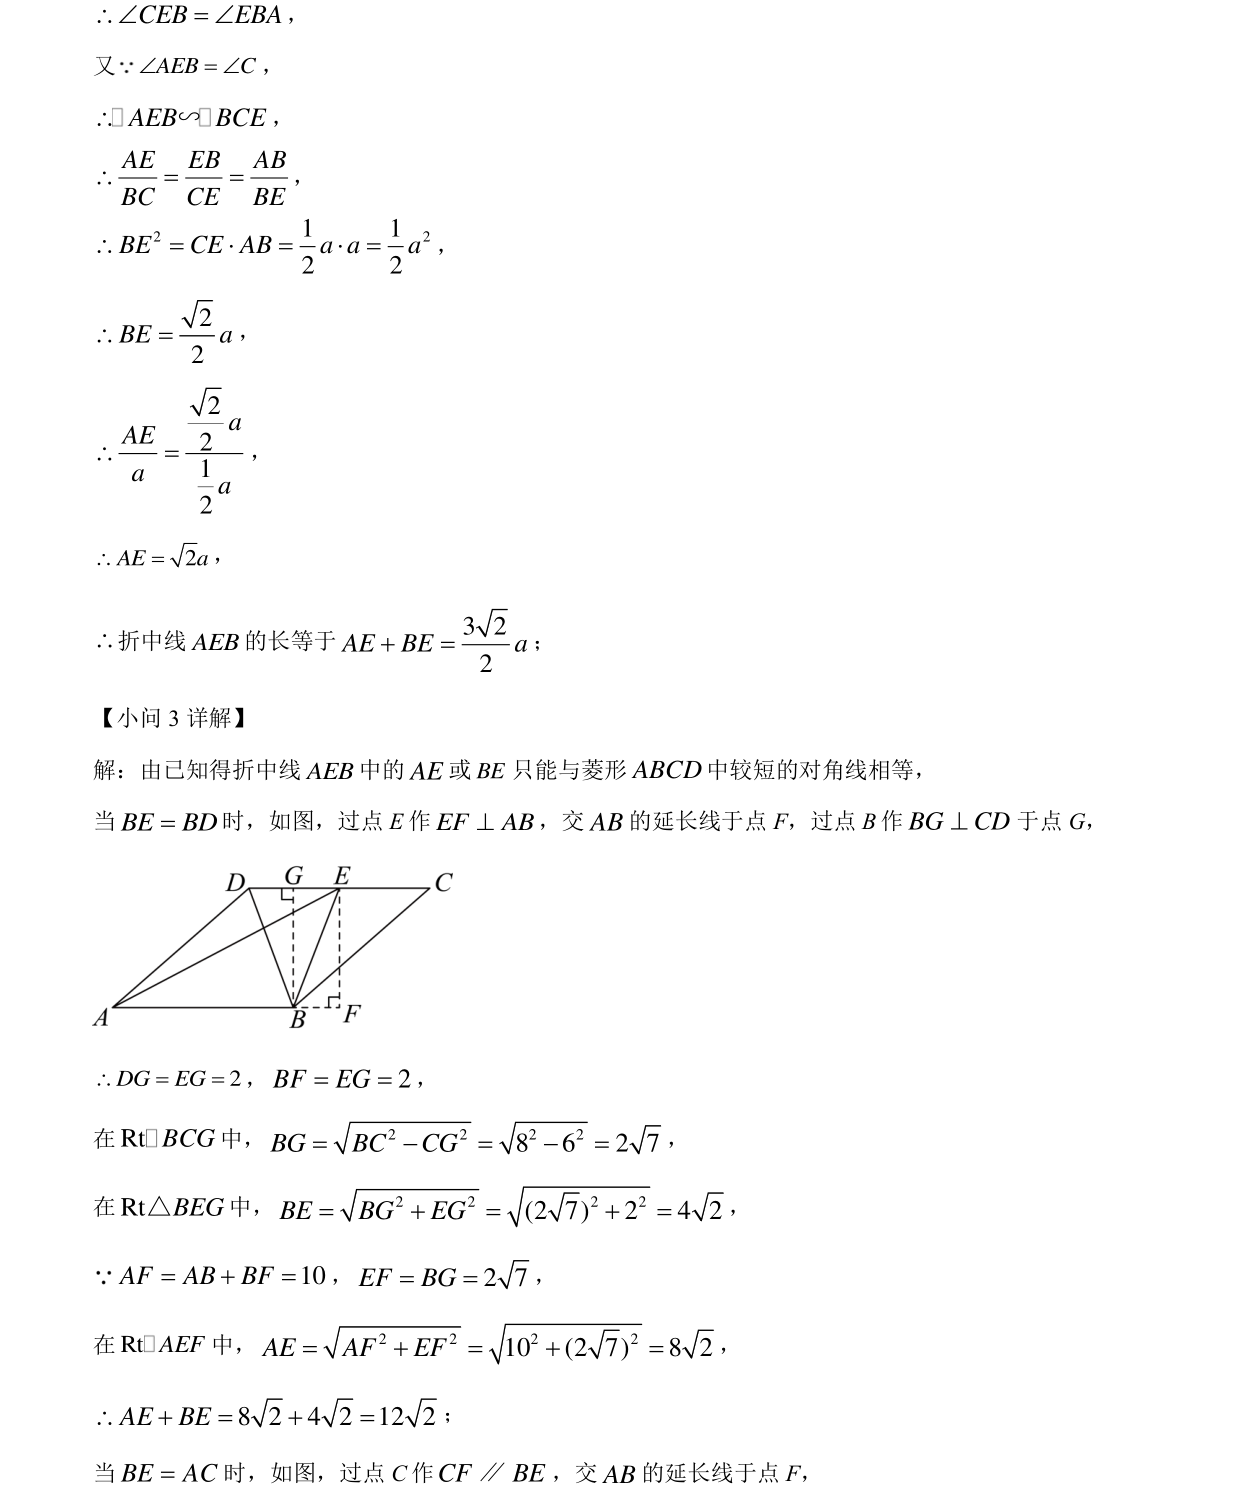 ∴∠CEB = ∠EBA，
又∵∠AEB = ∠C，
∴□ AEB∽□ BCE，
∴AE/BC = EB/CE = AB/BE，
∴BE² = CE·AB = 1/2 a·a = 1/2 a²，
∴BE = √2/2 a，
∴AE/a = (√2/2 a)/(1/2 a)，
∴AE = √2a，
∴折中线 AEB 的长等于 AE + BE = 3√2/2 a；
【小问 3 详解】
解：由已知得折中线 AEB 中的 AE 或 BE 只能与菱形 ABCD 中较短的对角线相等，
当 BE = BD 时，如图，过点 E 作 EF ⊥ AB，交 AB 的延长线于点 F，过点 B 作 BG ⊥ CD 于点 G，
D G E C
A B F
∴DG = EG = 2， BF = EG = 2，
在 Rt□ BCG 中， BG = √(BC² − CG²) = √(8² − 6²) = 2√7，
在 Rt△BEG 中， BE = √(BG² + EG²) = √((2√7)² + 2²) = 4√2，
∵ AF = AB + BF = 10， EF = BG = 2√7，
在 Rt□ AEF 中， AE = √(AF² + EF²) = √(10² + (2√7)²) = 8√2，
∴AE + BE = 8√2 + 4√2 = 12√2；
当 BE = AC 时，如图，过点 C 作 CF ∥ BE，交 AB 的延长线于点 F，